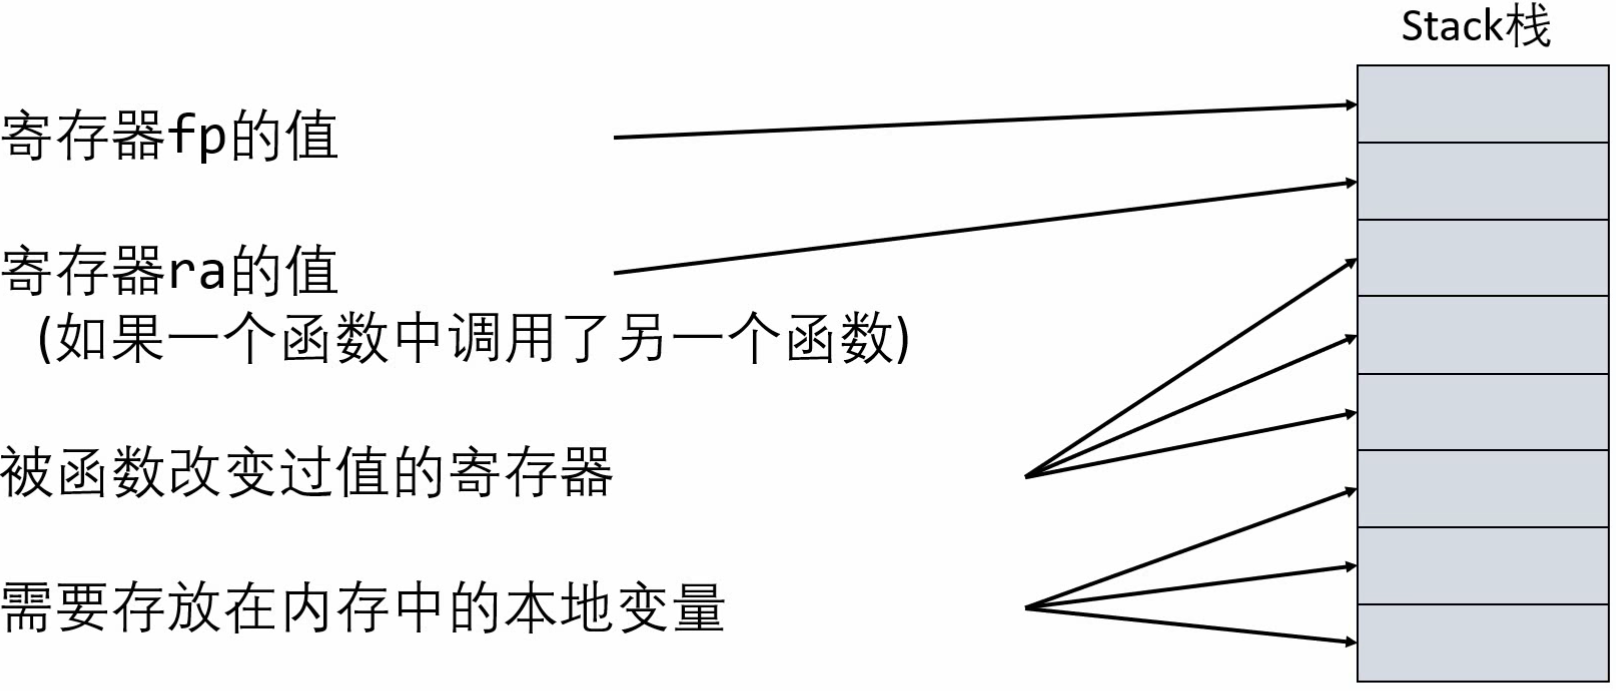 Stack栈
寄存器fp的值
寄存器ra的值
(如果一个函数中调用了另一个函数)
被函数改变过值的寄存器
需要存放在内存中的本地变量